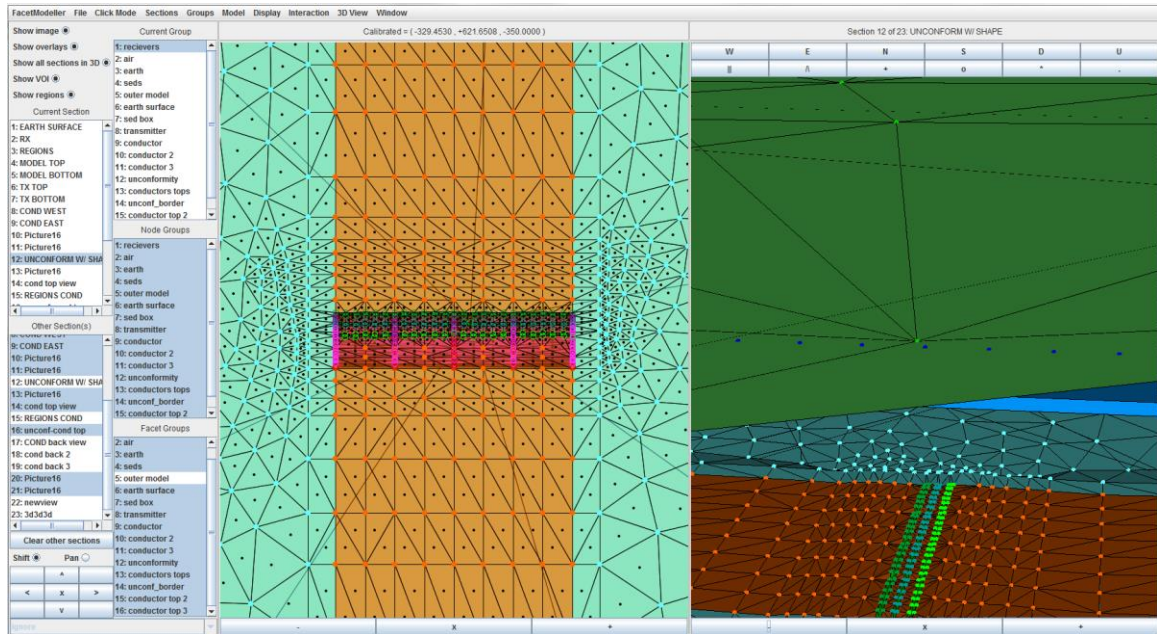 FacetModeller File Click Mode Sections Groups Model Display Interaction 3D View Window
Show image
Show overlays
Show all sections in 3D
Show VOI
Show regions
Current Section
1: EARTH SURFACE
2: RX
3: REGIONS
4: MODEL TOP
5: MODEL BOTTOM
6: TX TOP
7: TX BOTTOM
8: COND WEST
9: COND EAST
10: Picture16
11: Picture16
12: UNCONFORM W/ SHA
13: Picture16
14: cond top view
15: REGIONS COND
Other Section(s)
9: COND EAST
10: Picture16
11: Picture16
12: UNCONFORM W/ SHA
13: Picture16
14: cond top view
15: REGIONS COND
16: unconf-cond top
17: COND back view
18: cond back 2
19: cond back 3
20: Picture16
21: Picture16
22: newview
23: 3d3d3d
Clear other sections
Shift Pan
^
< x >
v
ignore
Current Group
1: recievers
2: air
3: earth
4: seds
5: outer model
6: earth surface
7: sed box
8: transmitter
9: conductor
10: conductor 2
11: conductor 3
12: unconformity
13: conductors tops
14: unconf_border
15: conductor top 2
Node Groups
1: recievers
2: air
3: earth
4: seds
5: outer model
6: earth surface
7: sed box
8: transmitter
9: conductor
10: conductor 2
11: conductor 3
12: unconformity
13: conductors tops
14: unconf_border
15: conductor top 2
Facet Groups
2: air
3: earth
4: seds
5: outer model
6: earth surface
7: sed box
8: transmitter
9: conductor
10: conductor 2
11: conductor 3
12: unconformity
13: conductors tops
14: unconf_border
15: conductor top 2
16: conductor top 3
Calibrated = ( -329.4530 , +621.6508 , -350.0000 )
- x +
Section 12 of 23: UNCONFORM W/ SHAPE
W E N S D U
|| A + o ^ .
- x +